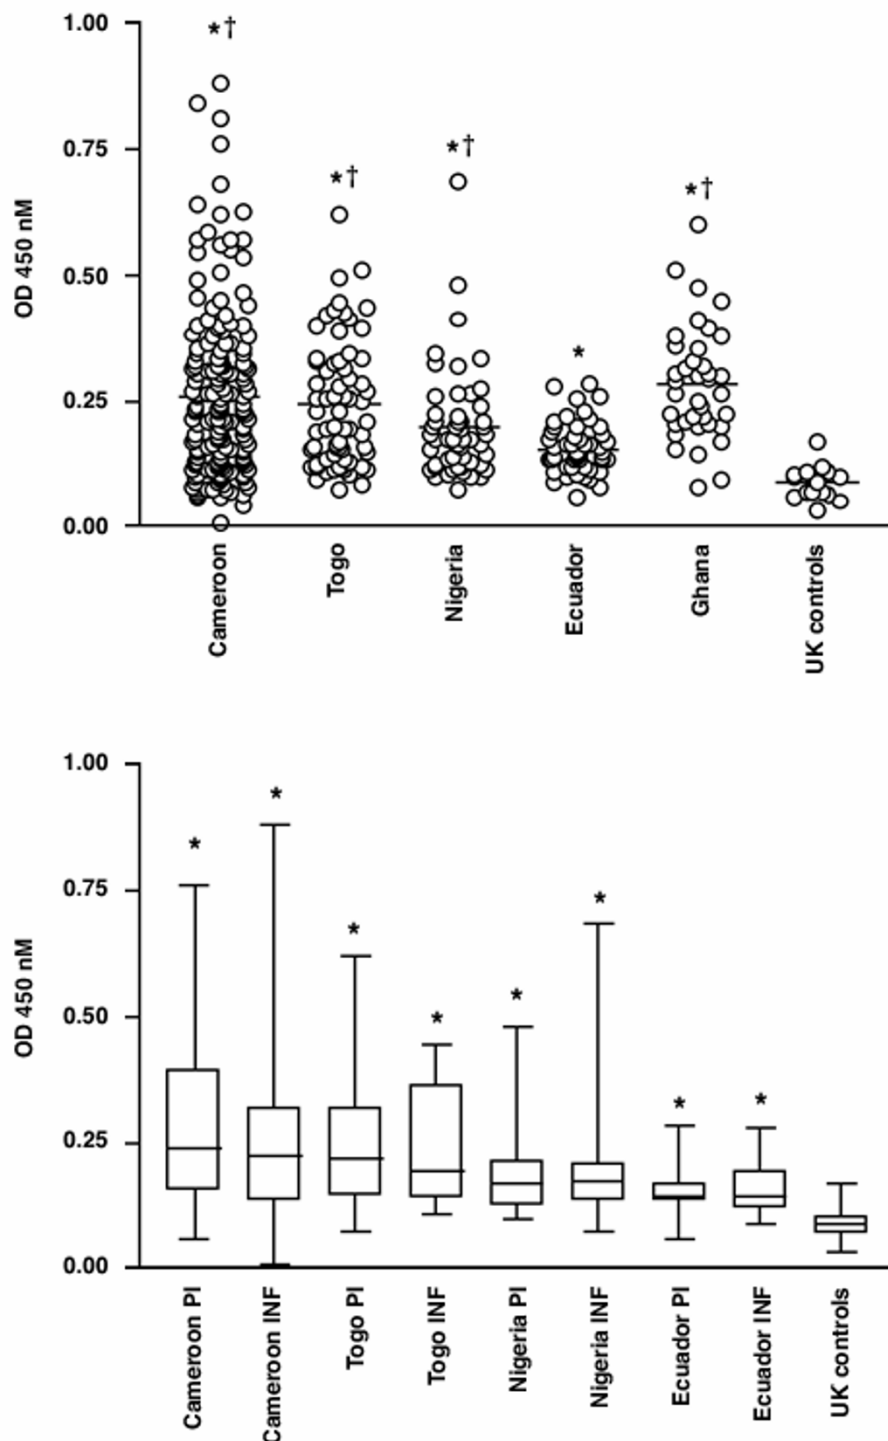 1.00
*†
0.75
*†
*†
*†
OD 450 nM
0.50
*
0.25
0.00
Cameroon
Togo
Nigeria
Ecuador
Ghana
UK controls
1.00
*
*
0.75
*
*
OD 450 nM
0.50
*
*
*
*
0.25
0.00
Cameroon PI
Cameroon INF
Togo PI
Togo INF
Nigeria PI
Nigeria INF
Ecuador PI
Ecuador INF
UK controls